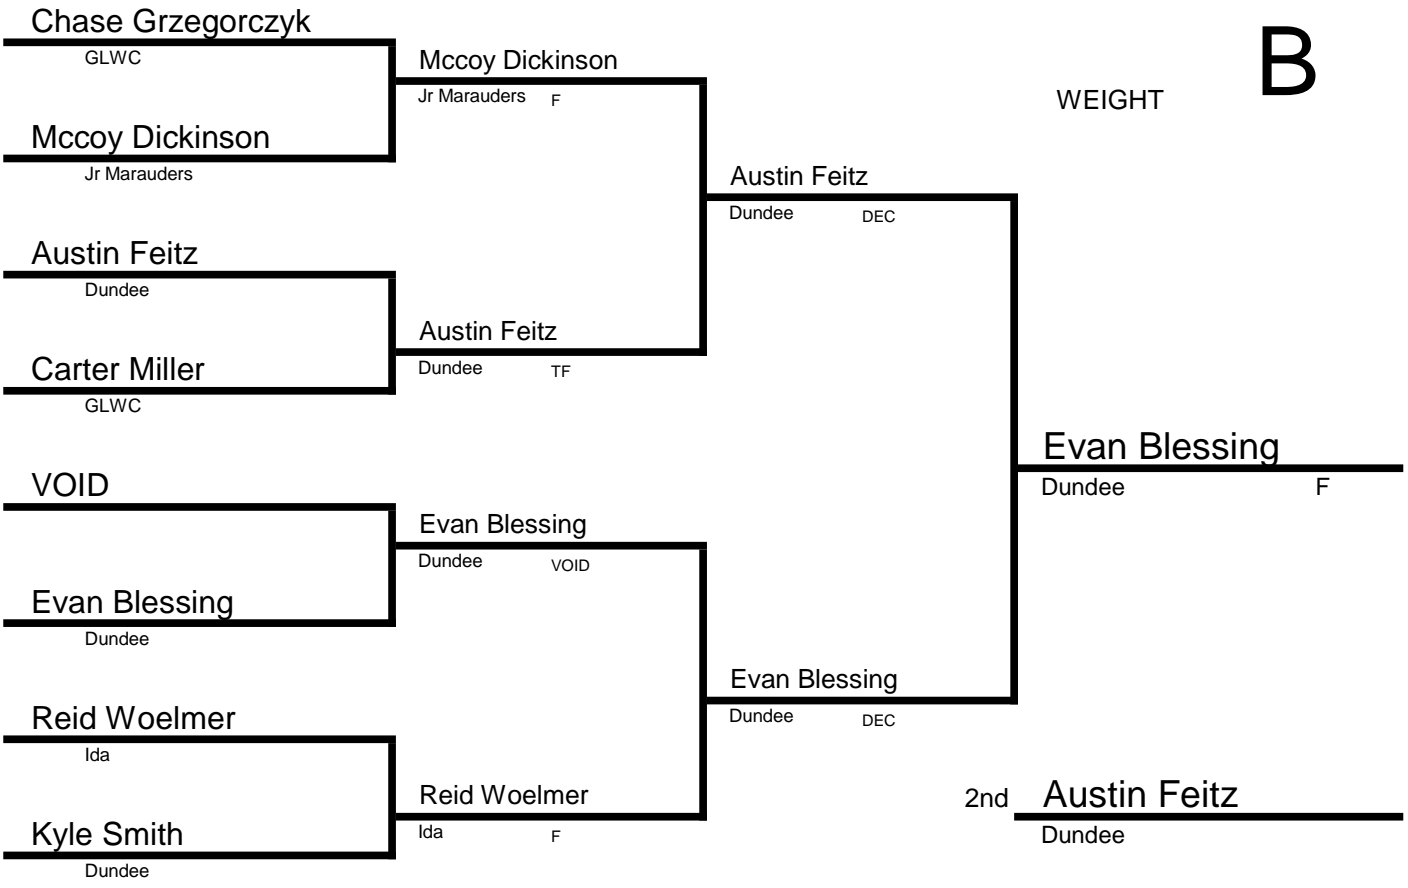 Chase Grzegorczyk
GLWC
Mccoy Dickinson
Jr Marauders
Austin Feitz
Dundee
Carter Miller
GLWC
VOID
Evan Blessing
Dundee
Reid Woelmer
Ida
Kyle Smith
Dundee
Mccoy Dickinson
Jr Marauders F
Austin Feitz
Dundee TF
Evan Blessing
Dundee VOID
Reid Woelmer
Ida F
Austin Feitz
Dundee DEC
Evan Blessing
Dundee DEC
WEIGHT B
Evan Blessing
Dundee F
2nd Austin Feitz
Dundee